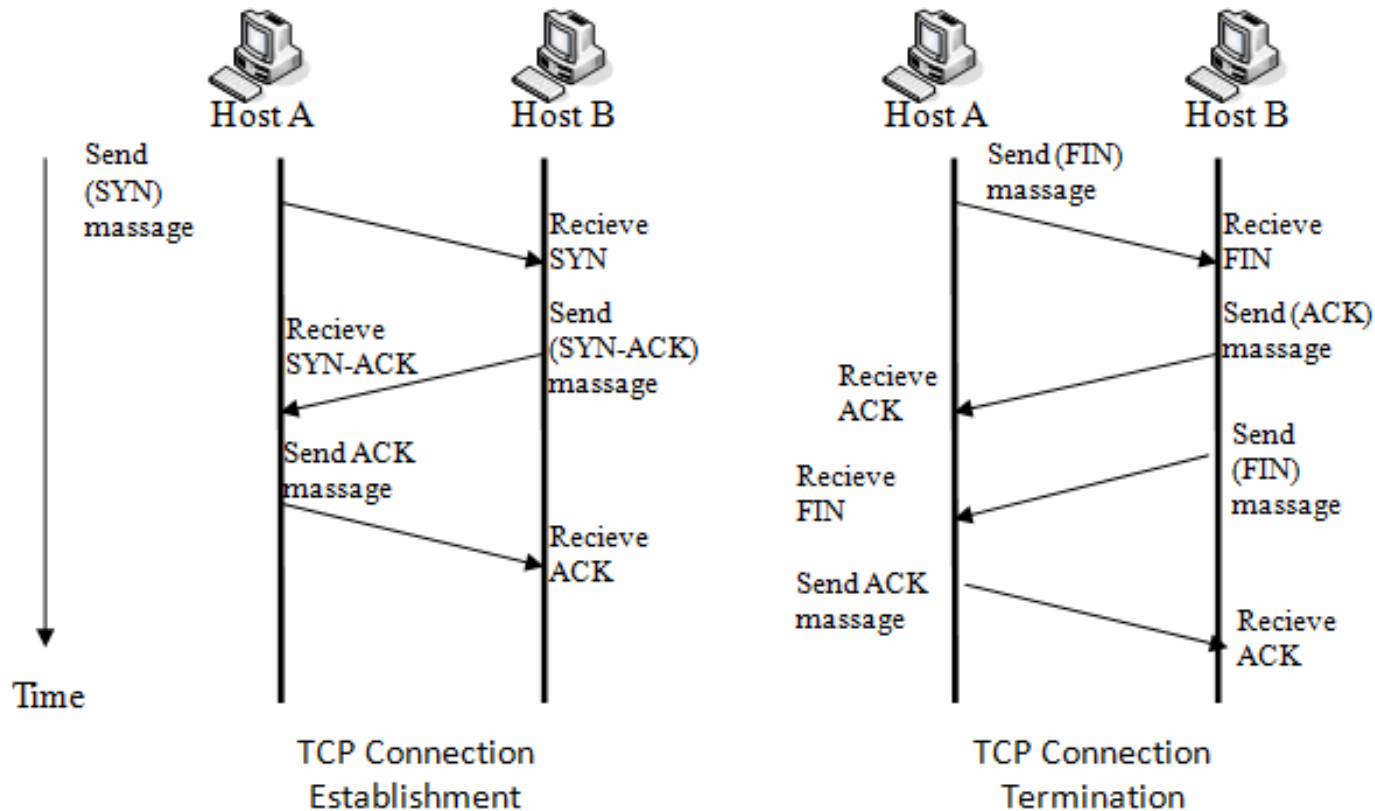 Host A
Host B
Send
(SYN)
massage
Recieve
SYN
Send
(SYN-ACK)
massage
Recieve
SYN-ACK
Send ACK
massage
Recieve
ACK
Time
TCP Connection
Establishment
Host A
Host B
Send (FIN)
massage
Recieve
FIN
Send (ACK)
massage
Recieve
ACK
Send
(FIN)
massage
Recieve
FIN
Send ACK
massage
Recieve
ACK
TCP Connection
Termination